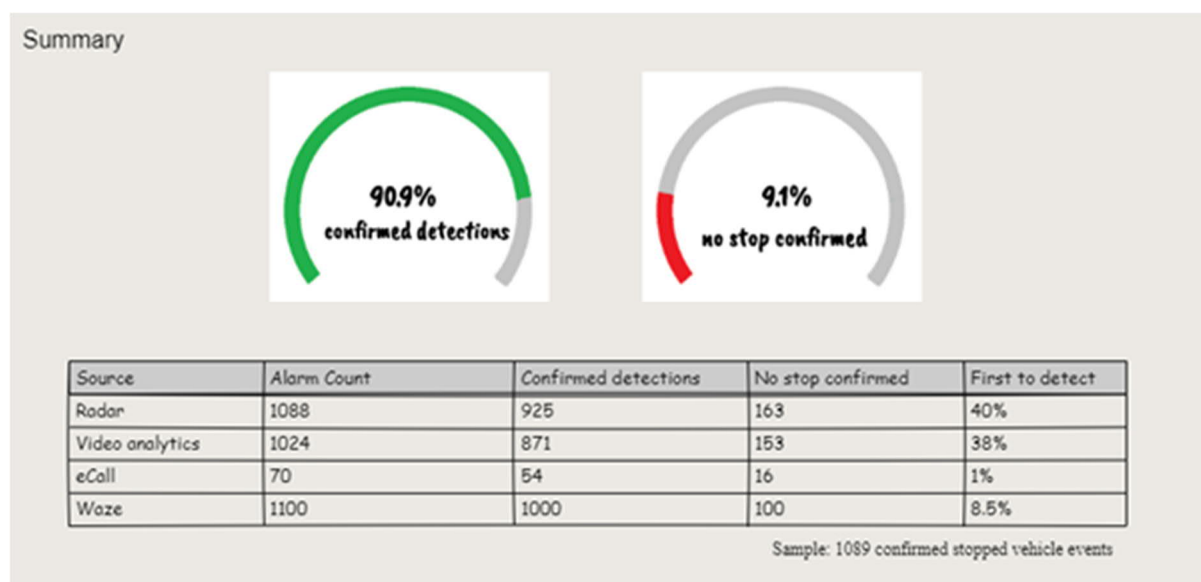 Summary
90.9%
confirmed detections
9.1%
no stop confirmed
Source Alarm Count Confirmed detections No stop confirmed First to detect
Radar 1088 925 163 40%
Video analytics 1024 871 153 38%
eCall 70 54 16 1%
Waze 1100 1000 100 8.5%
Sample: 1089 confirmed stopped vehicle events